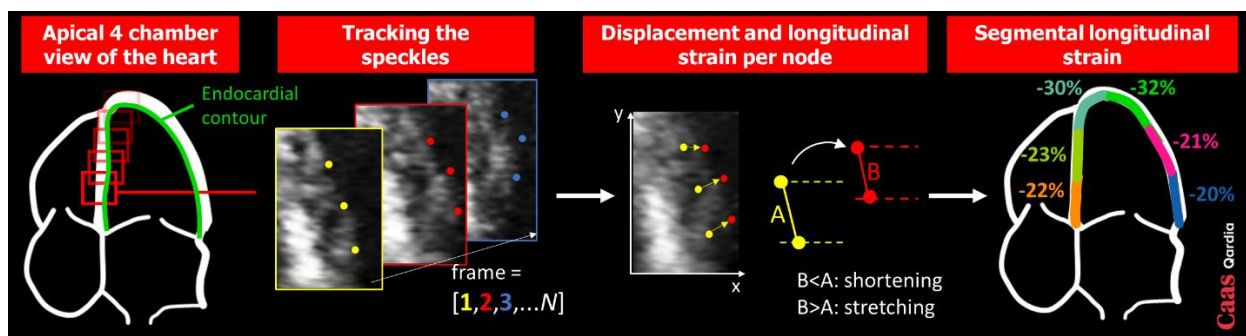 Apical 4 chamber
view of the heart
Endocardial
contour
Tracking the
speckles
frame =
[1,2,3,...N]
Displacement and longitudinal
strain per node
y
x
A
B
B<A: shortening
B>A: stretching
Segmental longitudinal
strain
-30%
-32%
-23%
-21%
-22%
-20%
Caas Qardia